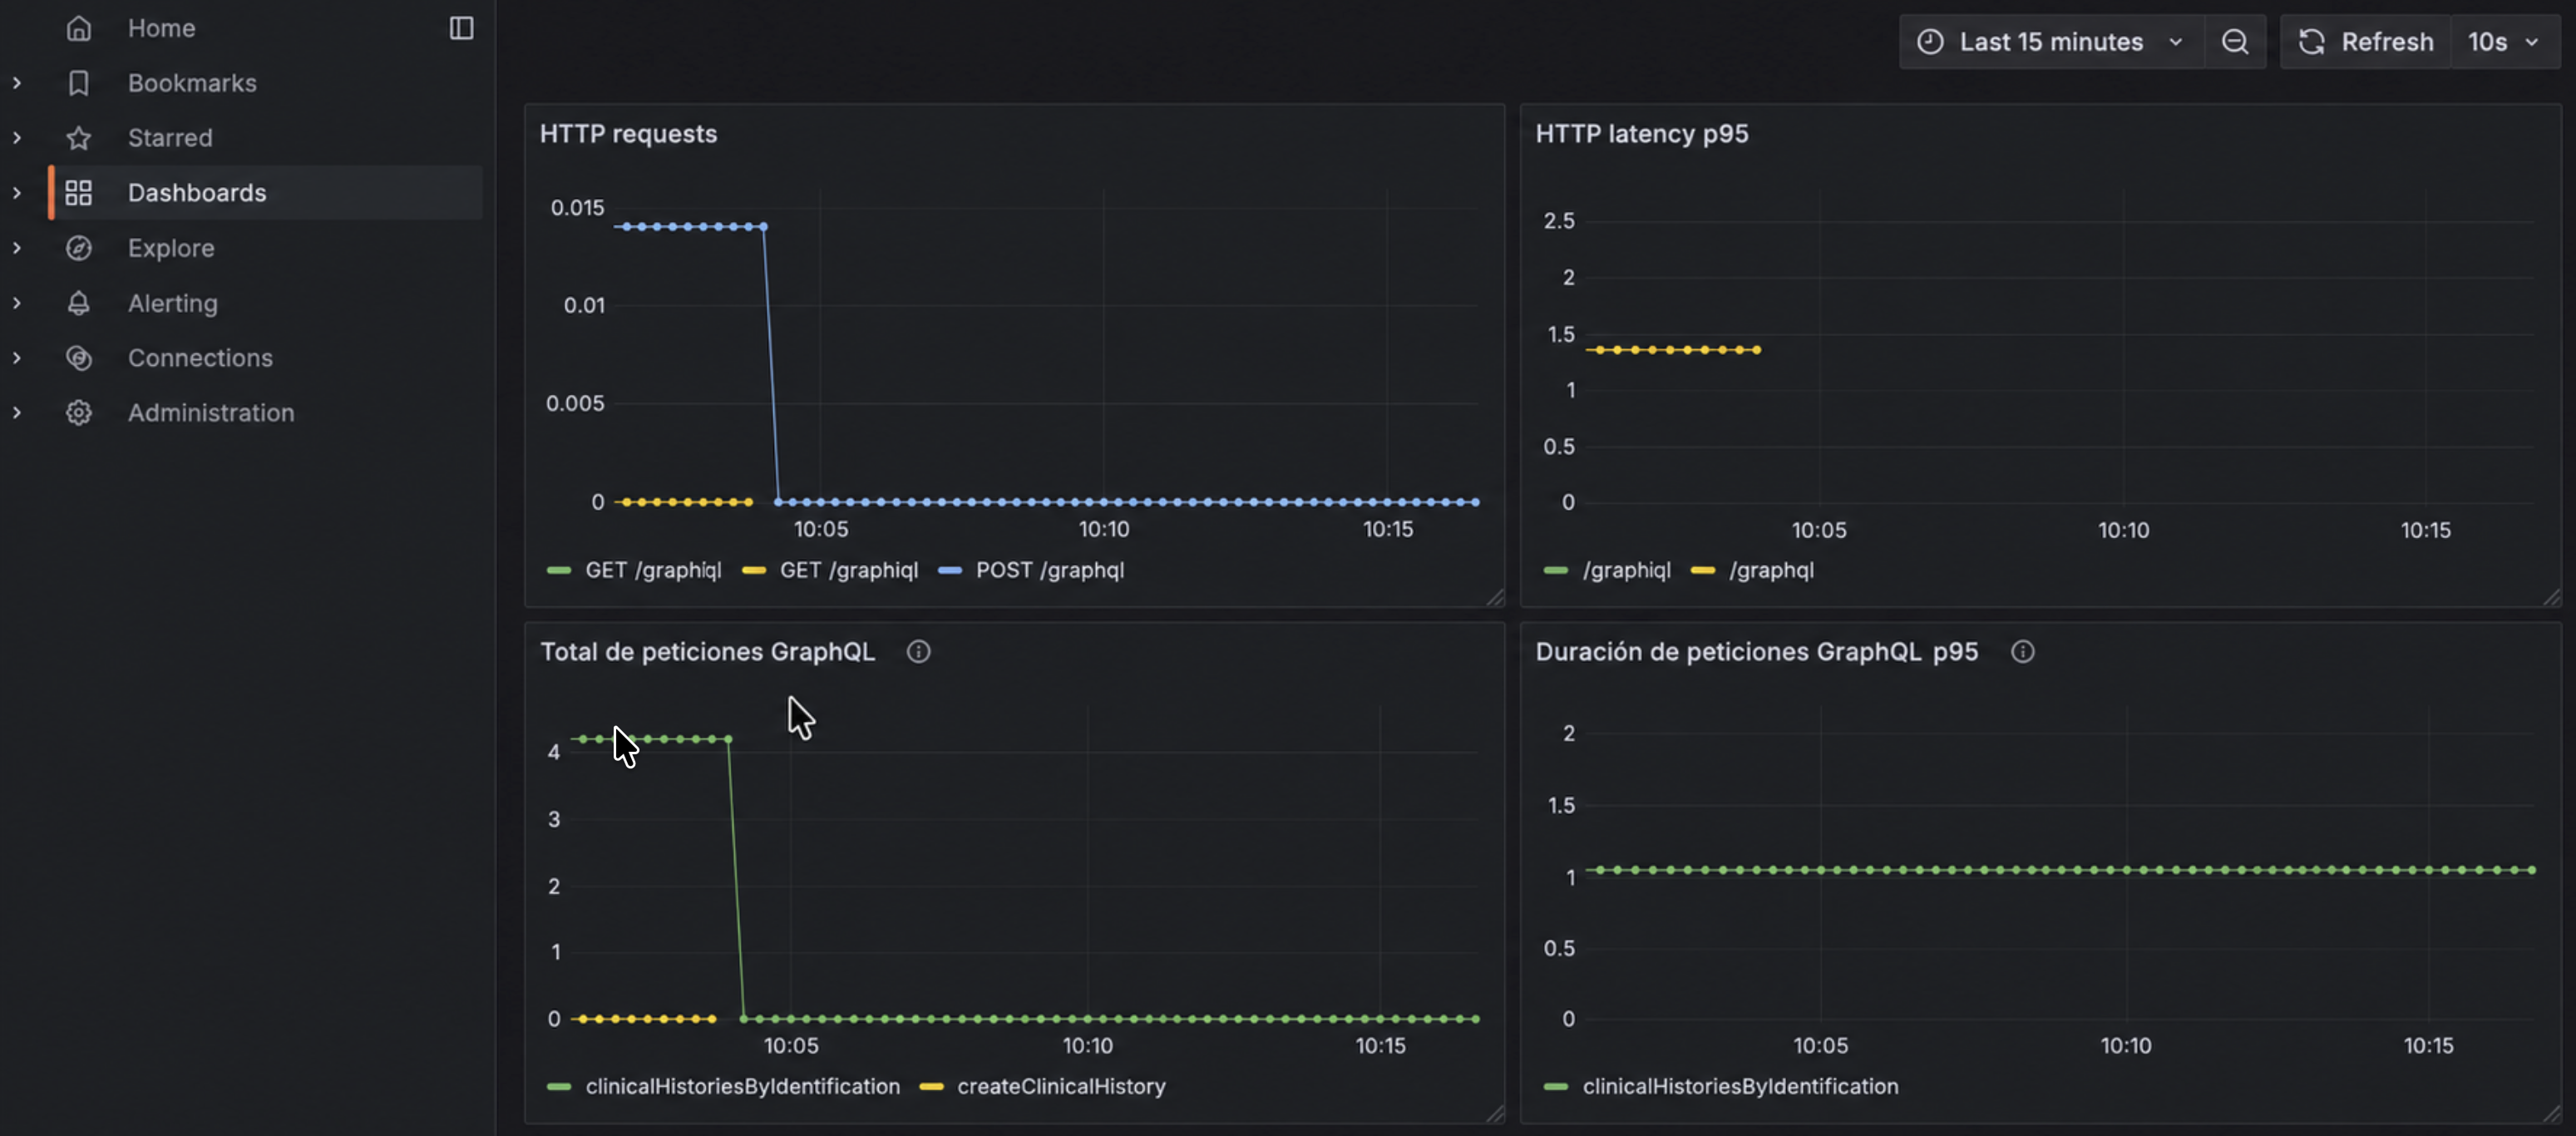 Home
Bookmarks
Starred
Dashboards
Explore
Alerting
Connections
Administration
Last 15 minutes
Refresh
10s
HTTP requests
0.015
0.01
0.005
0
10:05
10:10
10:15
GET /graphiql
GET /graphiql
POST /graphql
HTTP latency p95
2.5
2
1.5
1
0.5
0
10:05
10:10
10:15
/graphiql
/graphql
Total de peticiones GraphQL
4
3
2
1
0
10:05
10:10
10:15
clinicalHistoriesByIdentification
createClinicalHistory
Duración de peticiones GraphQL p95
2
1.5
1
0.5
0
10:05
10:10
10:15
clinicalHistoriesByIdentification